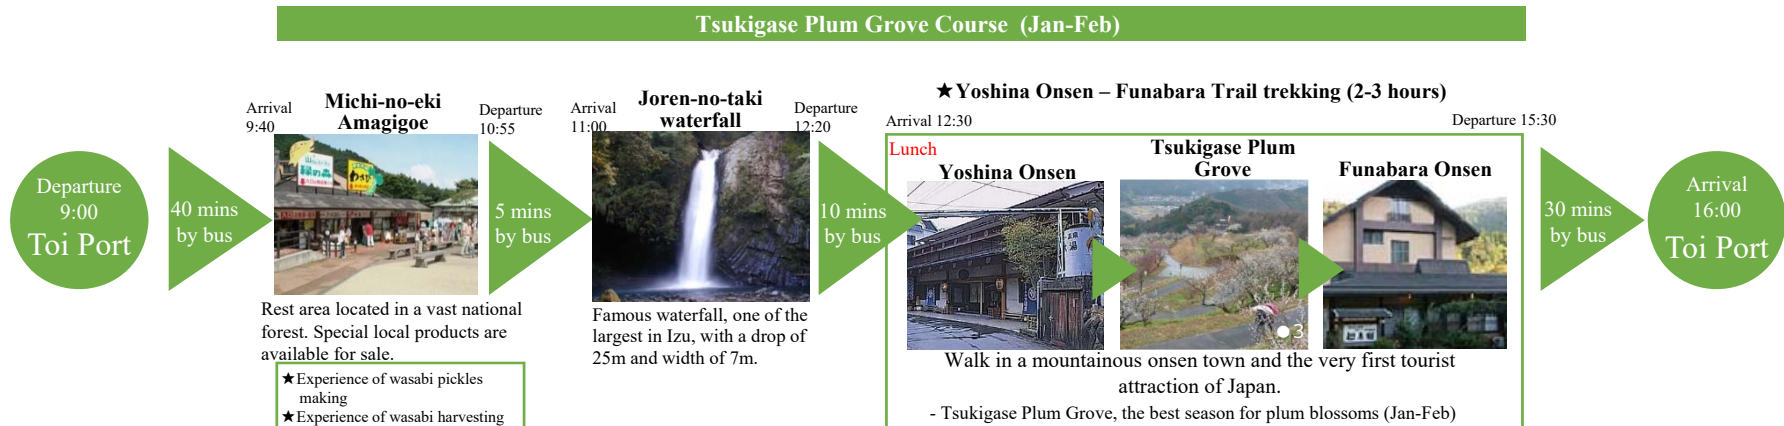 Tsukigase Plum Grove Course (Jan-Feb)
Departure
9:00
Toi Port
40 mins
by bus
Arrival
9:40
Michi-no-eki
Amagigoe
Departure
10:55
Rest area located in a vast national
forest. Special local products are
available for sale.
★Experience of wasabi pickles
making
★Experience of wasabi harvesting
5 mins
by bus
Arrival
11:00
Joren-no-taki
waterfall
Departure
12:20
Famous waterfall, one of the
largest in Izu, with a drop of
25m and width of 7m.
10 mins
by bus
★Yoshina Onsen – Funabara Trail trekking (2-3 hours)
Arrival 12:30
Departure 15:30
Lunch
Yoshina Onsen
Tsukigase Plum
Grove
Funabara Onsen
3
Walk in a mountainous onsen town and the very first tourist
attraction of Japan.
- Tsukigase Plum Grove, the best season for plum blossoms (Jan-Feb)
30 mins
by bus
Arrival
16:00
Toi Port